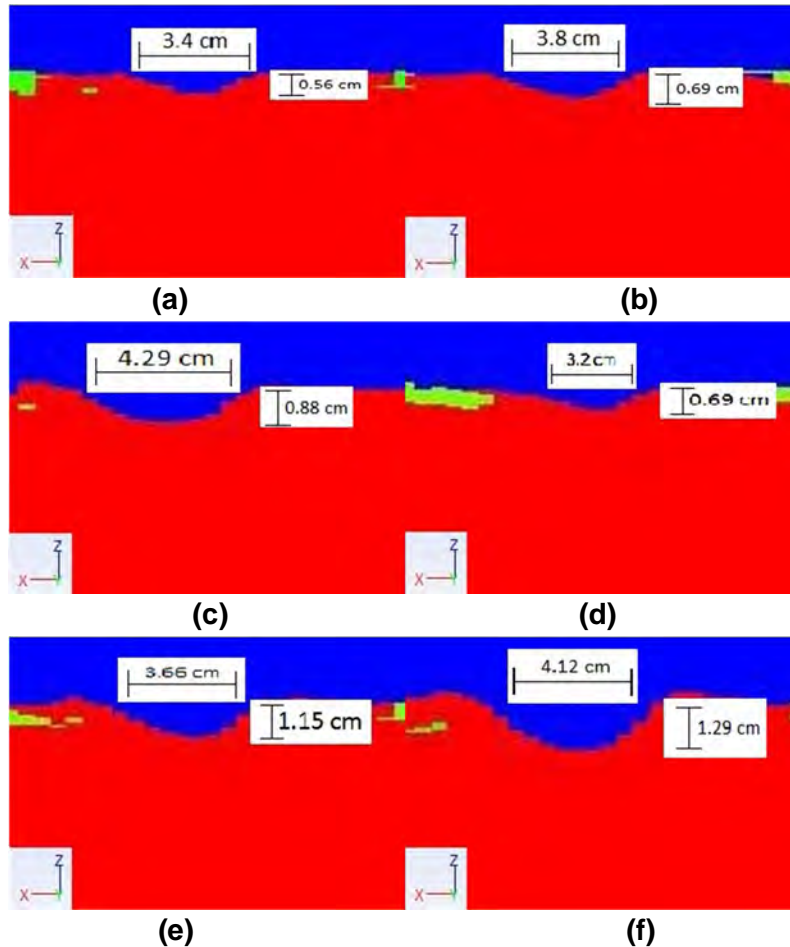 3.4 cm
0.56 cm
3.8 cm
0.69 cm
Z
X
Y
Z
X
Y
(a)
(b)
4.29 cm
0.88 cm
3.2cm
0.69 cm
Z
X
Y
Z
X
Y
(c)
(d)
3.66 cm
1.15 cm
4.12 cm
1.29 cm
Z
X
Y
Z
X
Y
(e)
(f)